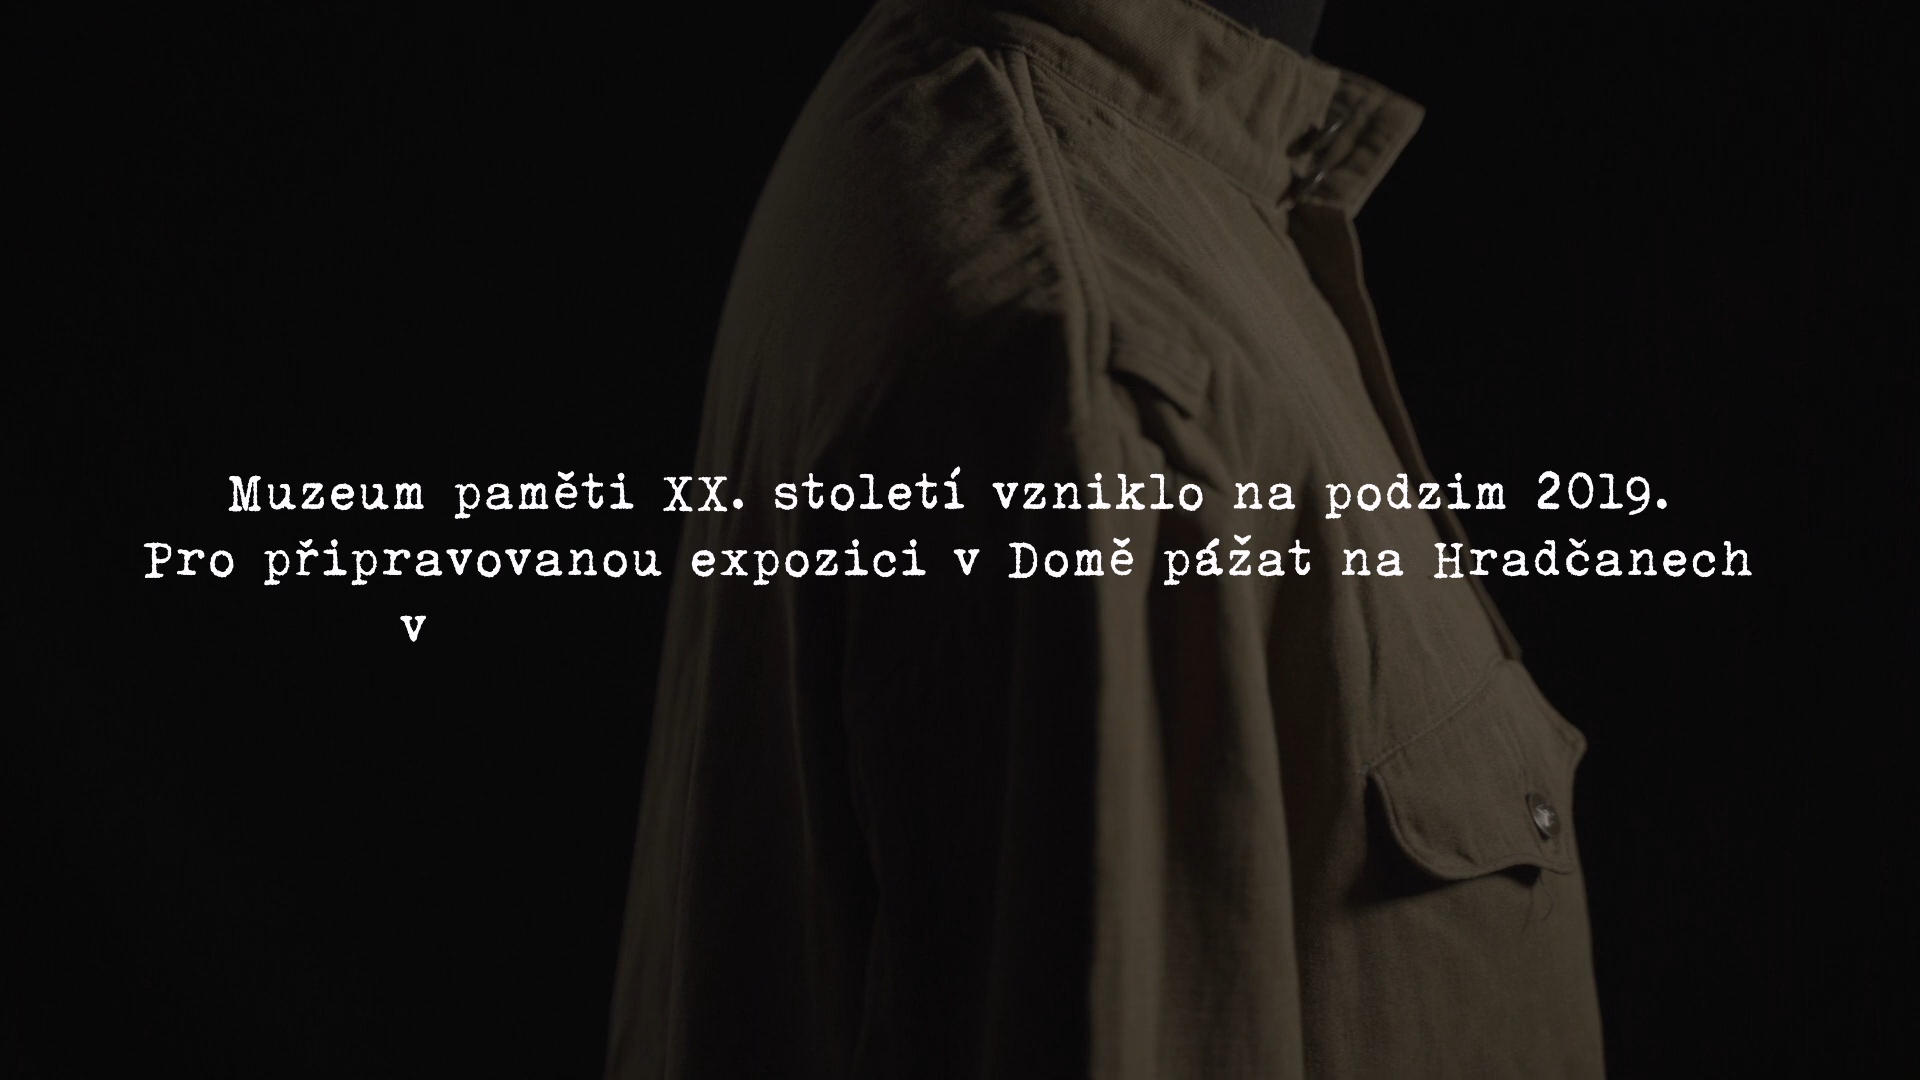 Muzeum paměti XX. století vzniklo na podzim 2019.
Pro připravovanou expozici v Domě pážat na Hradčanech
v